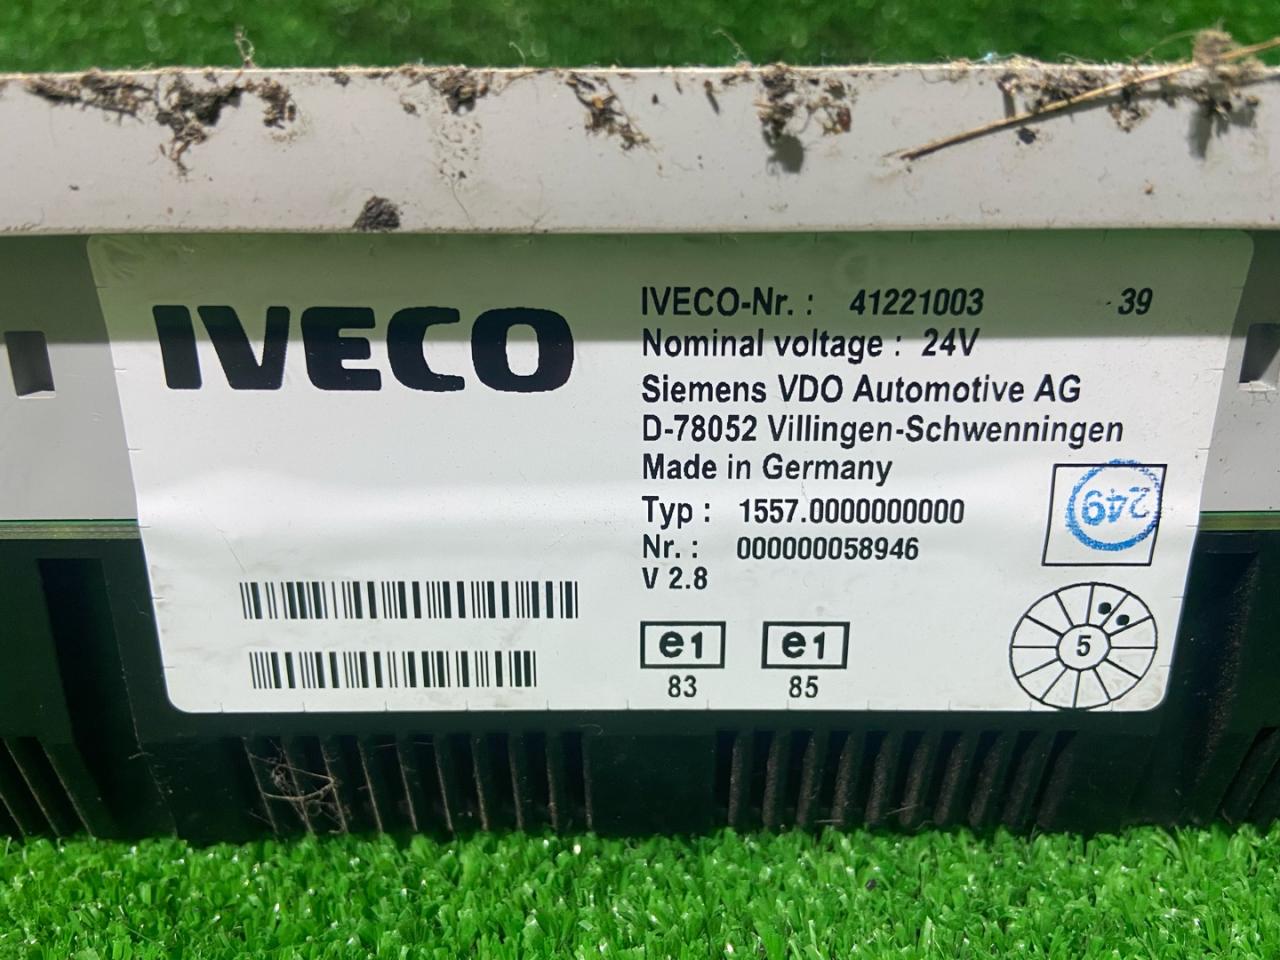 IVECO
IVECO-Nr. : 41221003 39
Nominal voltage : 24V
Siemens VDO Automotive AG
D-78052 Villingen-Schwenningen
Made in Germany
Typ : 1557.0000000000
Nr. : 000000058946
V 2.8
249
e1 e1
83 85
5